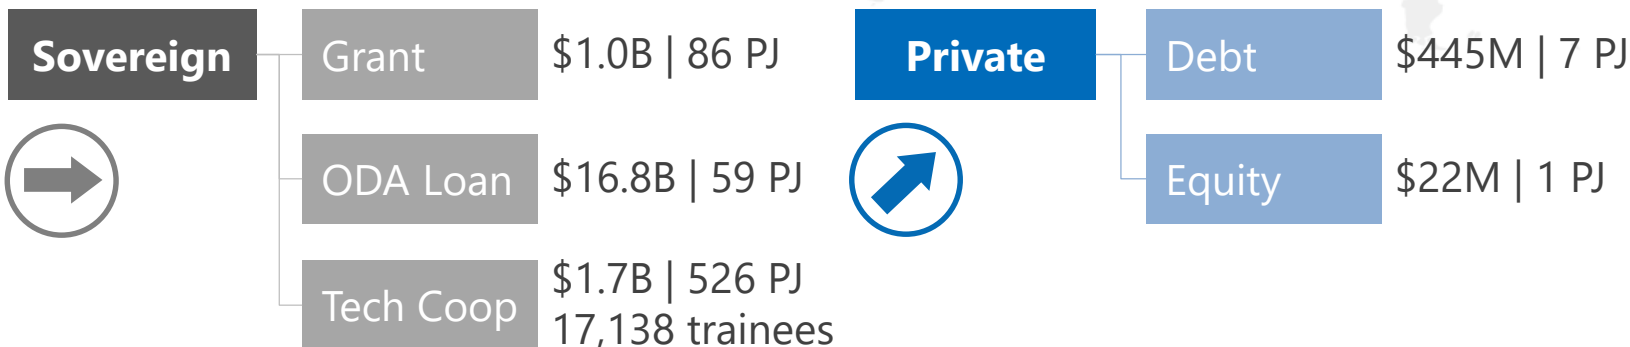 Sovereign
Grant
$1.0B | 86 PJ
ODA Loan
$16.8B | 59 PJ
Tech Coop
$1.7B | 526 PJ
17,138 trainees
Private
Debt
$445M | 7 PJ
Equity
$22M | 1 PJ